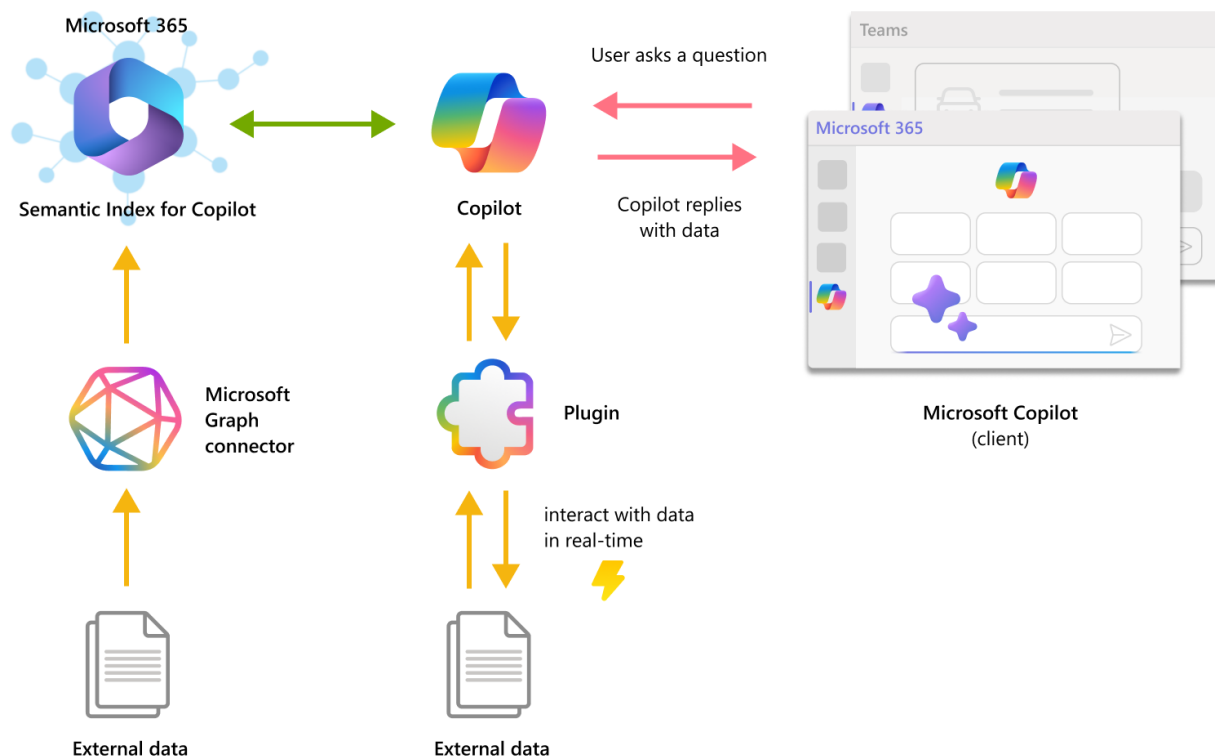 Microsoft 365
Semantic Index for Copilot
Copilot
User asks a question
Copilot replies
with data
Teams
Microsoft 365
Microsoft Copilot
(client)
Microsoft
Graph
connector
Plugin
interact with data
in real-time
External data
External data